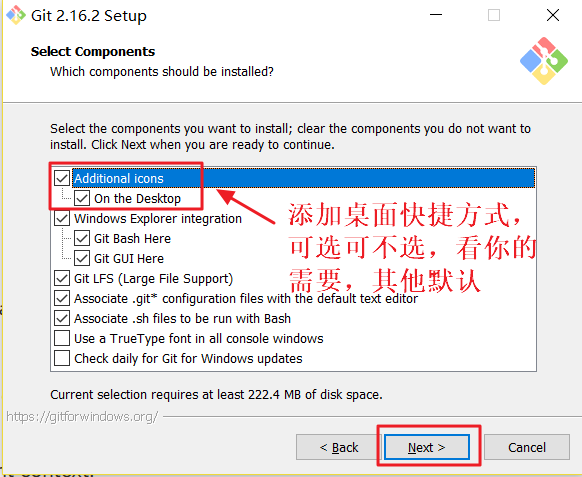 Git 2.16.2 Setup
Select Components
Which components should be installed?
Select the components you want to install; clear the components you do not want to
install. Click Next when you are ready to continue.
Additional icons
On the Desktop
Windows Explorer integration
Git Bash Here
Git GUI Here
Git LFS (Large File Support)
Associate .git* configuration files with the default text editor
Associate .sh files to be run with Bash
Use a TrueType font in all console windows
Check daily for Git for Windows updates
添加桌面快捷方式，
可选可不选，看你的
需要，其他默认
Current selection requires at least 222.4 MB of disk space.
https://gitforwindows.org/
< Back
Next >
Cancel